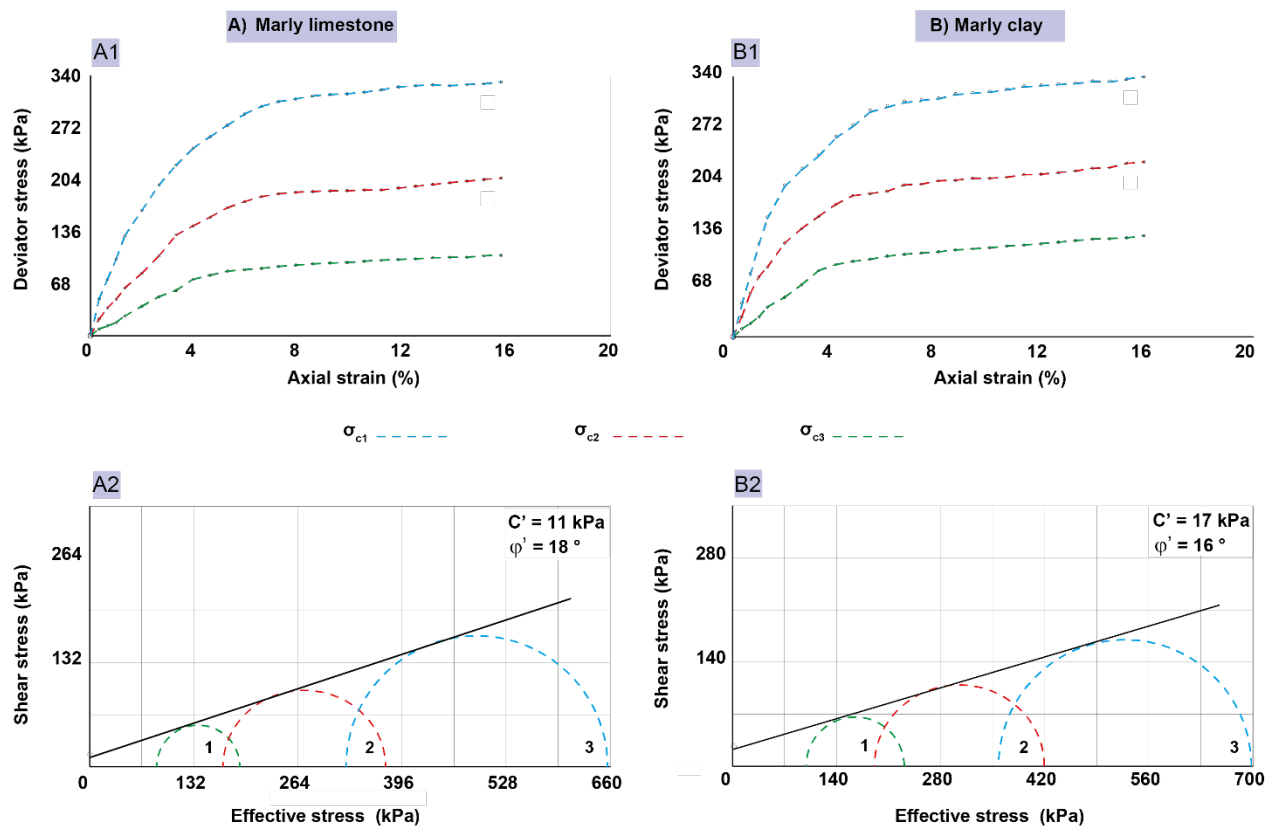 A) Marly limestone
B) Marly clay
A1
340
272
204
136
68
0 4 8 12 16 20
Deviator stress (kPa)
Axial strain (%)
B1
340
272
204
136
68
0 4 8 12 16 20
Deviator stress (kPa)
Axial strain (%)
σc1
σc2
σc3
A2
C' = 11 kPa
φ' = 18 °
264
132
1 2 3
0 132 264 396 528 660
Shear stress (kPa)
Effective stress (kPa)
B2
C' = 17 kPa
φ' = 16 °
280
140
1 2 3
0 140 280 420 560 700
Shear stress (kPa)
Effective stress (kPa)